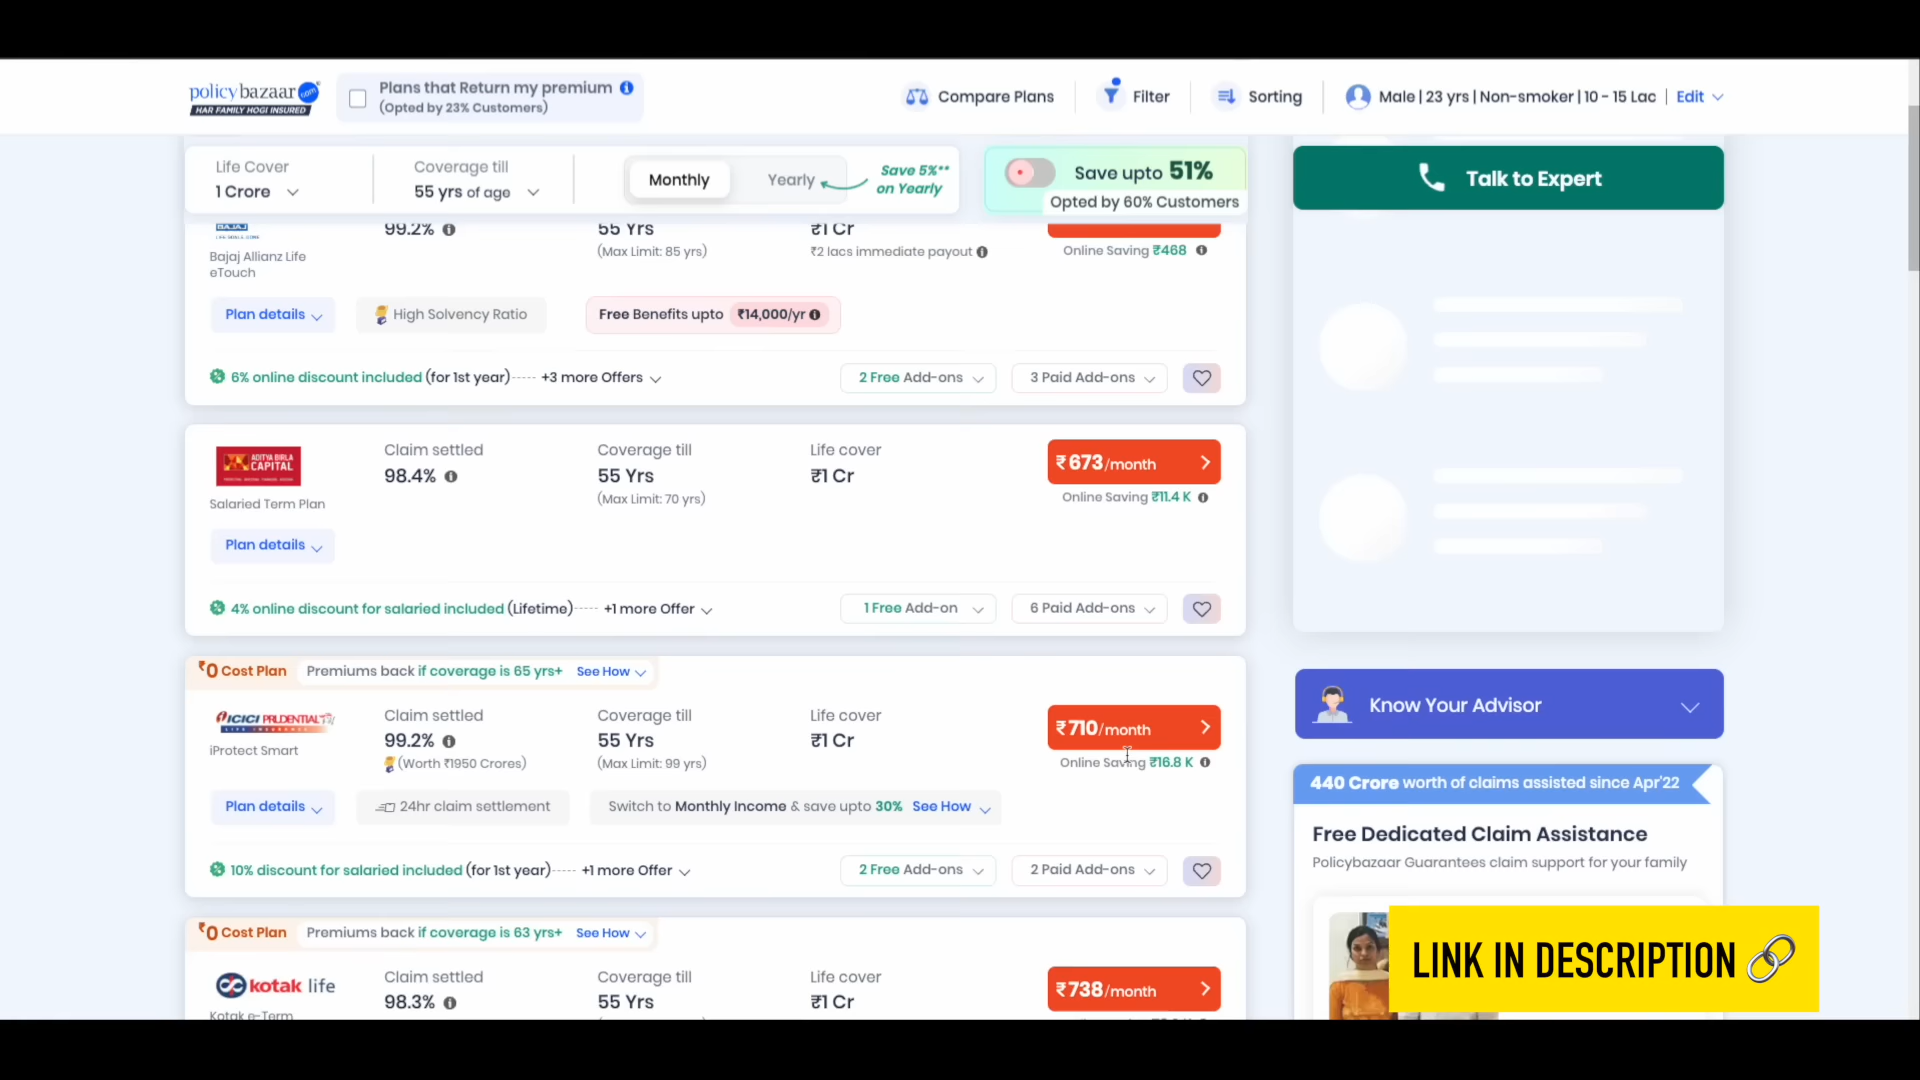 policybazaar.com
HAR FAMILY HOGI INSURED
Plans that Return my premium
(Opted by 23% Customers)
Compare Plans
Filter
Sorting
Male | 23 yrs | Non-smoker | 10 - 15 Lac | Edit
Life Cover
1 Crore
Coverage till
55 yrs of age
Monthly
Yearly
Save 5%**
on Yearly
Save upto 51%
Opted by 60% Customers
Talk to Expert
BAJAJ
Bajaj Allianz Life
eTouch
99.2%
55 Yrs
(Max Limit: 85 yrs)
₹1 Cr
₹2 lacs immediate payout
Online Saving ₹468
Plan details
High Solvency Ratio
Free Benefits upto ₹14,000/yr
6% online discount included (for 1st year)----- +3 more Offers
2 Free Add-ons
3 Paid Add-ons
ADITYA BIRLA
CAPITAL
Salaried Term Plan
Claim settled
98.4%
Coverage till
55 Yrs
(Max Limit: 70 yrs)
Life cover
₹1 Cr
₹673/month
Online Saving ₹11.4 K
Plan details
4% online discount for salaried included (Lifetime)----- +1 more Offer
1 Free Add-on
6 Paid Add-ons
₹0 Cost Plan
Premiums back if coverage is 65 yrs+ See How
ICICI PRUDENTIAL
LIFE INSURANCE
iProtect Smart
Claim settled
99.2%
(Worth ₹1950 Crores)
Coverage till
55 Yrs
(Max Limit: 99 yrs)
Life cover
₹1 Cr
₹710/month
Online Saving ₹16.8 K
Plan details
24hr claim settlement
Switch to Monthly Income & save upto 30% See How
10% discount for salaried included (for 1st year)----- +1 more Offer
2 Free Add-ons
2 Paid Add-ons
₹0 Cost Plan
Premiums back if coverage is 63 yrs+ See How
kotak life
Kotak e-Term
Claim settled
98.3%
Coverage till
55 Yrs
Life cover
₹1 Cr
₹738/month
Know Your Advisor
440 Crore worth of claims assisted since Apr'22
Free Dedicated Claim Assistance
Policybazaar Guarantees claim support for your family
LINK IN DESCRIPTION